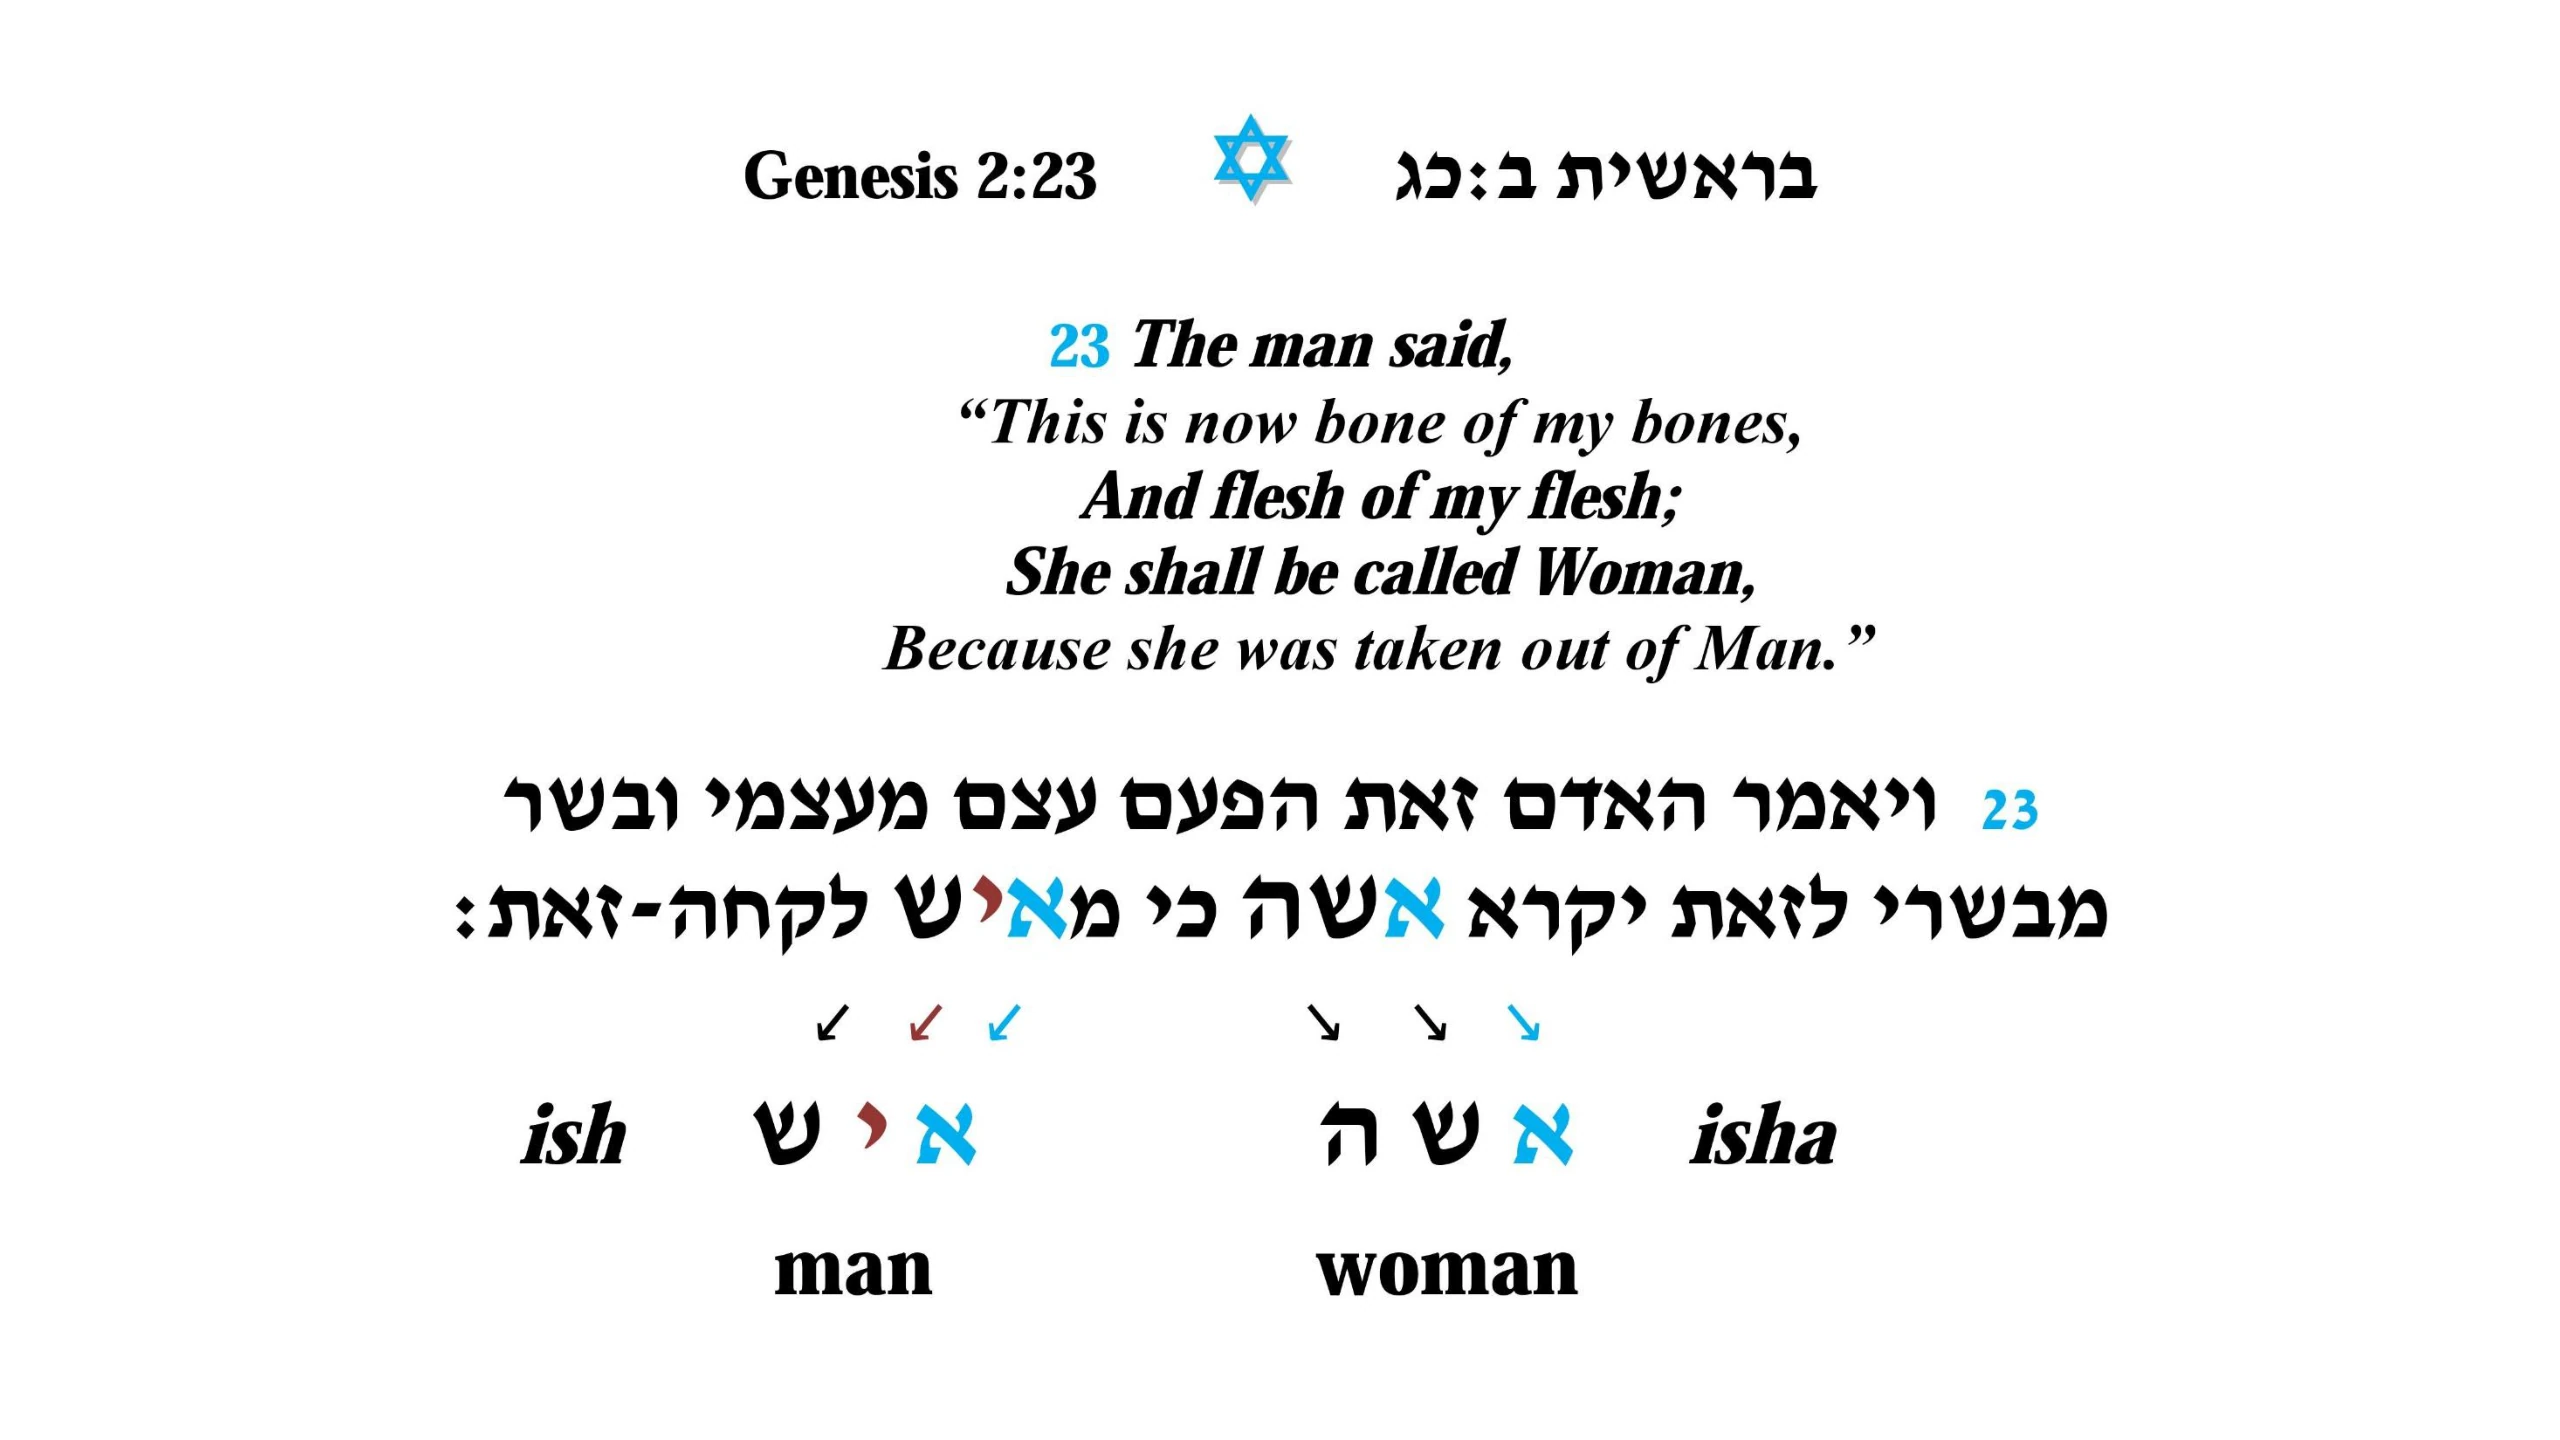 Genesis 2:23 בראשית ב:כג
23 The man said,
“This is now bone of my bones,
And flesh of my flesh;
She shall be called Woman,
Because she was taken out of Man.”
23 ויאמר האדם זאת הפעם עצם מעצמי ובשר
מבשרי לזאת יקרא אשה כי מאיש לקחה-זאת:
↙ ↙ ↙ ↘ ↘ ↘
ish א י ש א ש ה isha
man woman